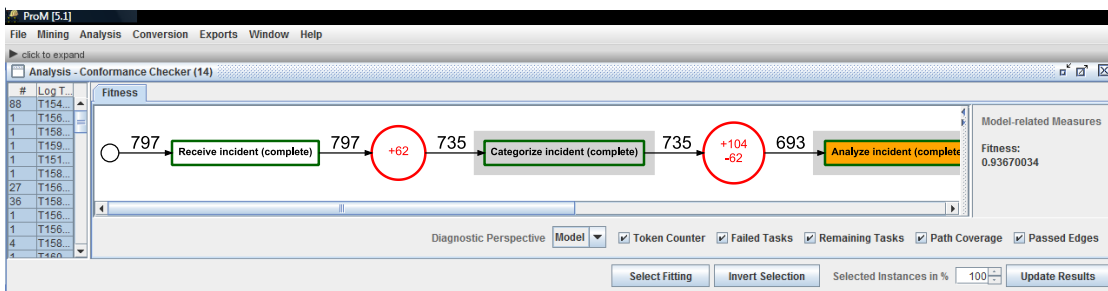 ProM [5.1]
File Mining Analysis Conversion Exports Window Help
click to expand
Analysis - Conformance Checker (14)
# Log T... Fitness
88 T154...
1 T156...
1 T158...
1 T159...
1 T151...
1 T158...
27 T156...
36 T158...
1 T156...
1 T156...
4 T158...
1 T160
797 Receive incident (complete) 797 +62 735 Categorize incident (complete) 735 +104 693 Analyze incident (complete
-62
Model-related Measures
Fitness:
0.93670034
Diagnostic Perspective Model Token Counter Failed Tasks Remaining Tasks Path Coverage Passed Edges
Select Fitting Invert Selection Selected Instances in % 100 Update Results